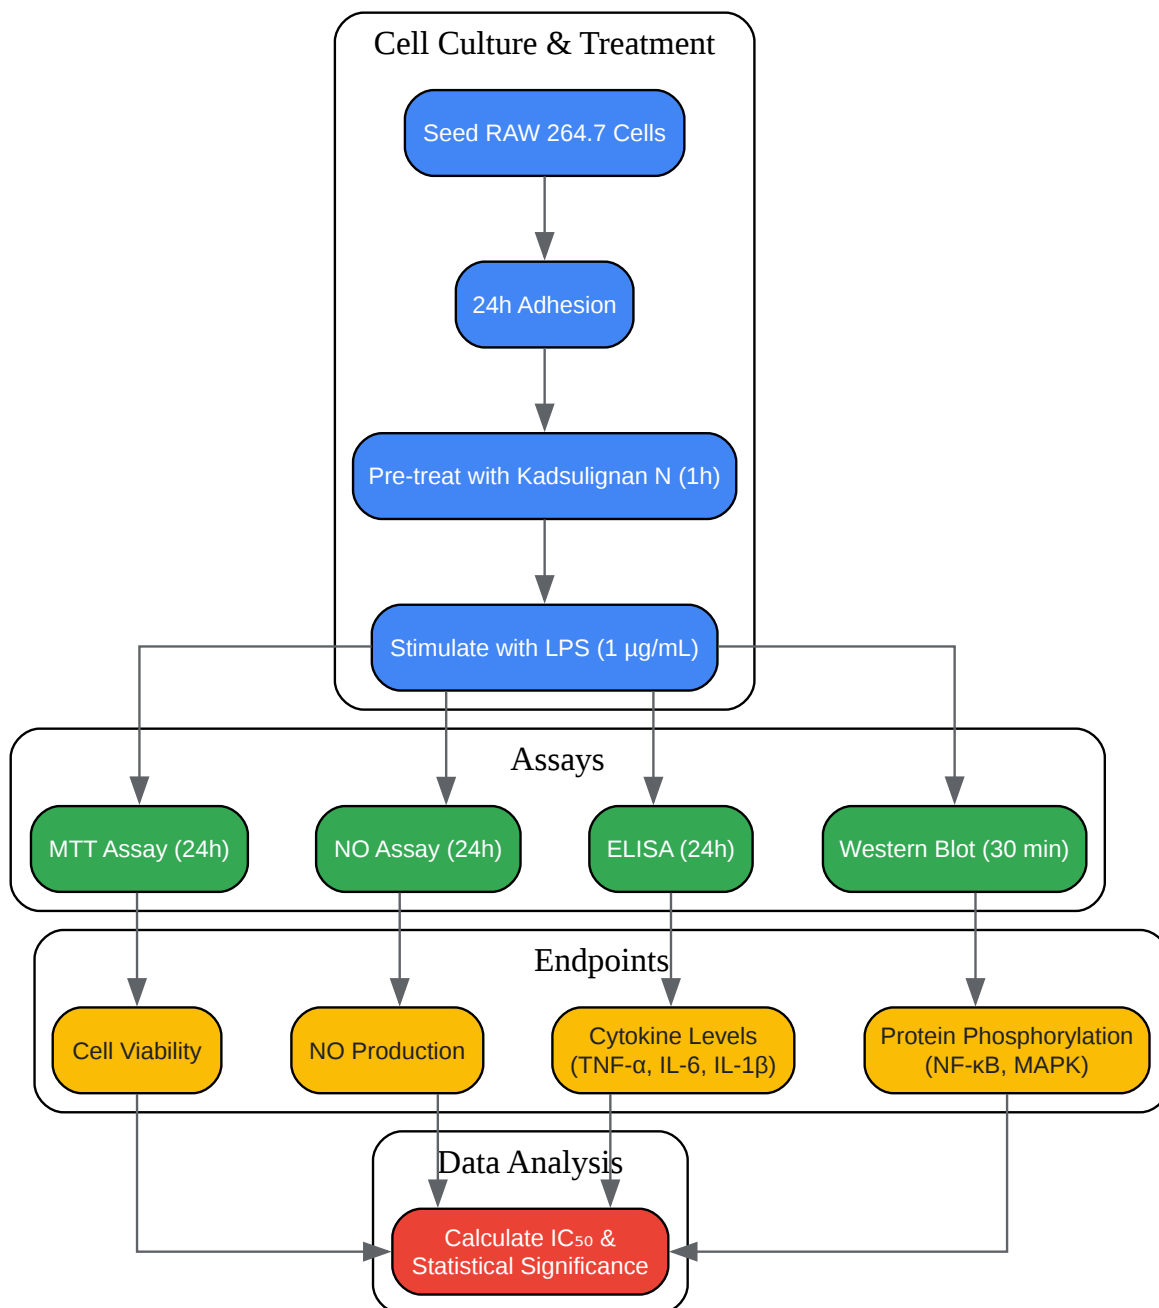 Cell Culture & Treatment
Seed RAW 264.7 Cells
24h Adhesion
Pre-treat with Kadsulignan N (1h)
Stimulate with LPS (1 µg/mL)
Assays
MTT Assay (24h)
NO Assay (24h)
ELISA (24h)
Western Blot (30 min)
Endpoints
Cell Viability
NO Production
Cytokine Levels
(TNF-α, IL-6, IL-1β)
Protein Phosphorylation
(NF-κB, MAPK)
Data Analysis
Calculate IC₅₀ &
Statistical Significance